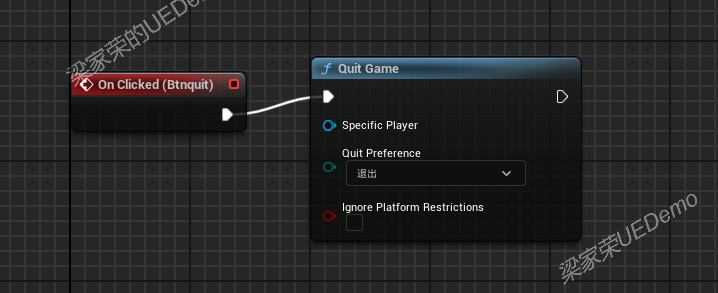 梁家荣的UEDemo
On Clicked (Btnquit)
Quit Game
Specific Player
Quit Preference
退出
Ignore Platform Restrictions
梁家荣UEDemo